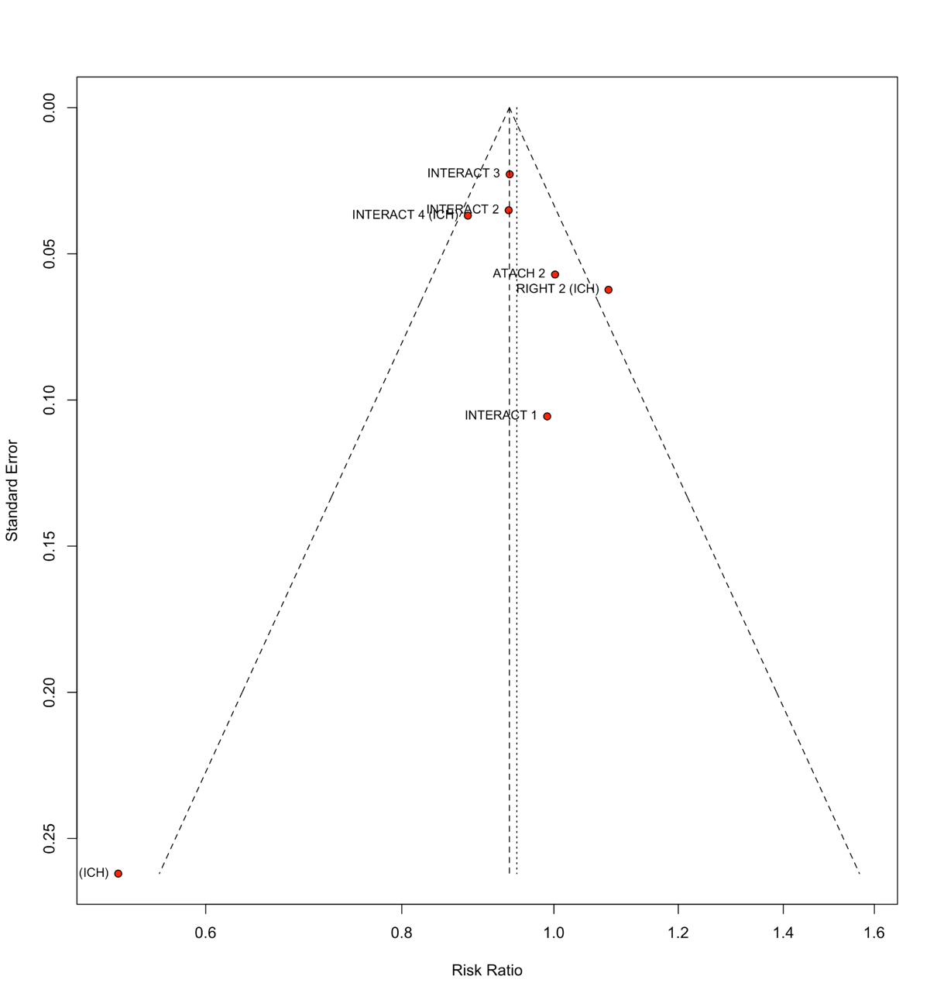 0.00
INTERACT 3
INTERACT 2
INTERACT 4 (ICH)
0.05
ATACH 2
RIGHT 2 (ICH)
0.10
INTERACT 1
Standard Error
0.15
0.20
0.25
(ICH)
0.6 0.8 1.0 1.2 1.4 1.6
Risk Ratio